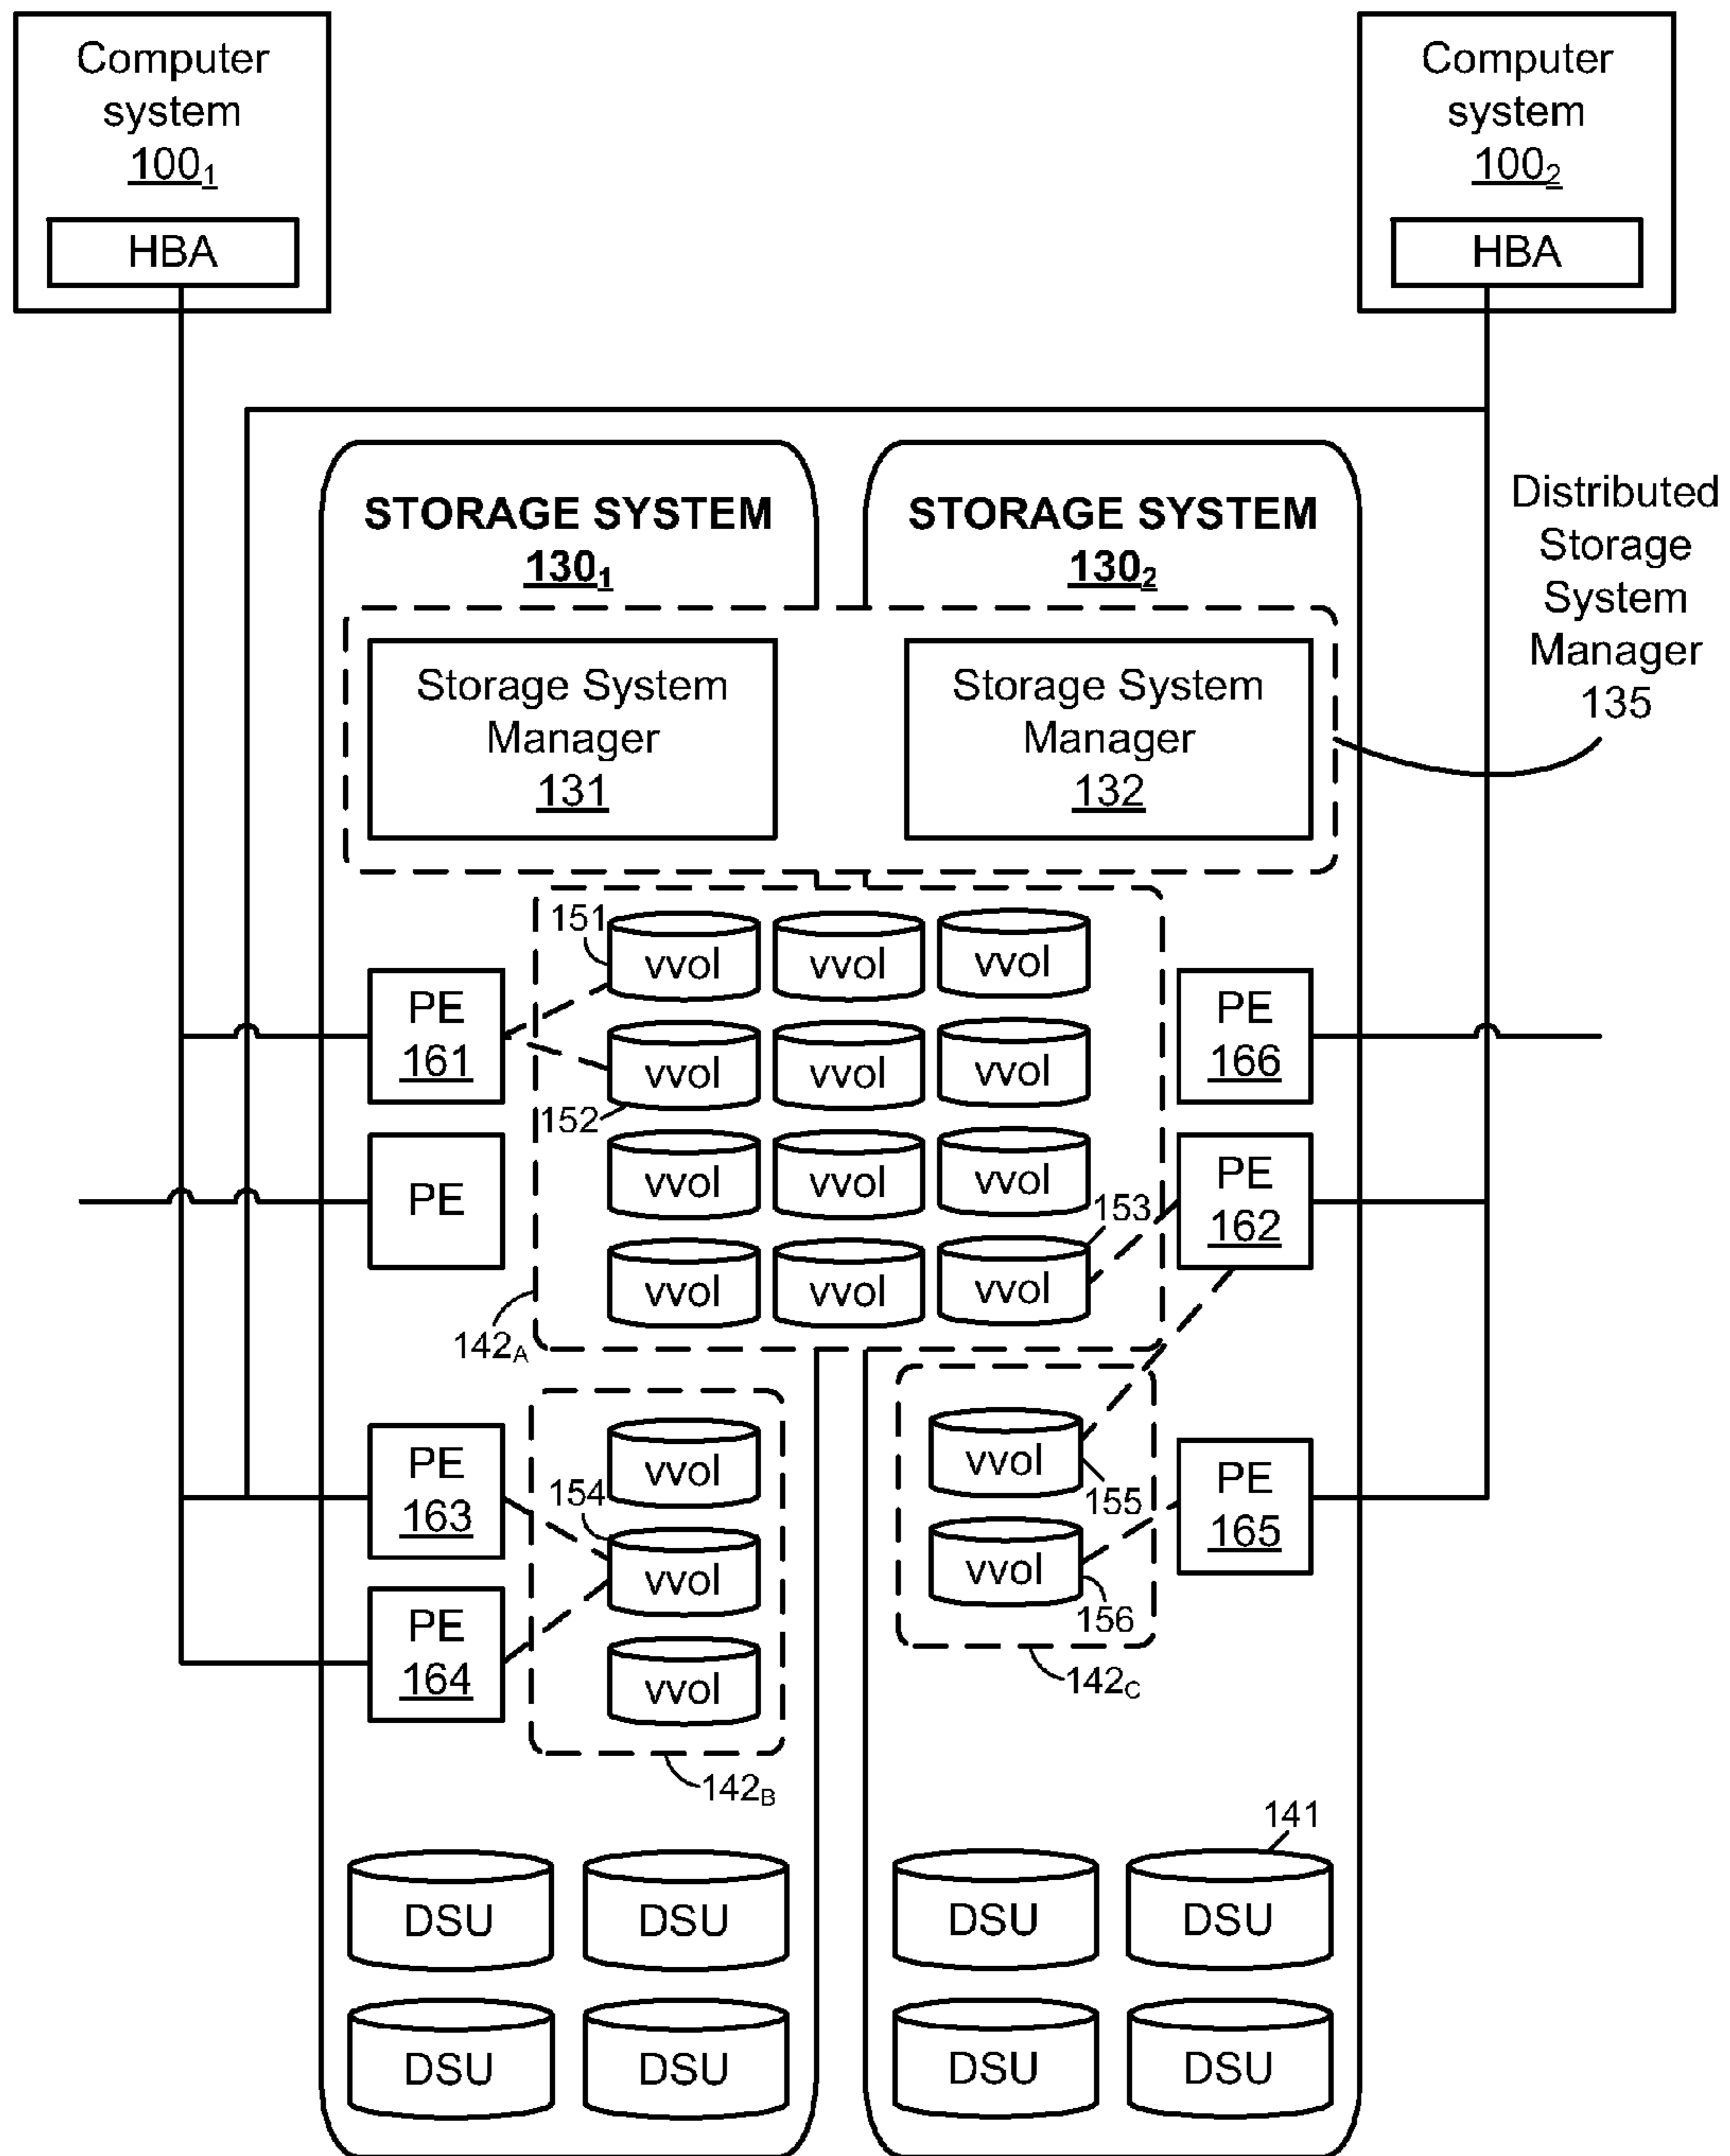 Computer
system
100₁
HBA
Computer
system
100₂
HBA
STORAGE SYSTEM
130₁
STORAGE SYSTEM
130₂
Distributed
Storage
System
Manager
135
Storage System
Manager
131
Storage System
Manager
132
151
vvol
vvol
vvol
PE
161
PE
166
vvol
vvol
vvol
152
PE
PE
162
vvol
vvol
vvol
153
vvol
vvol
vvol
142A
PE
163
vvol
154
vvol
vvol
PE
164
142B
vvol
155
vvol
156
PE
165
142C
141
DSU
DSU
DSU
DSU
DSU
DSU
DSU
DSU